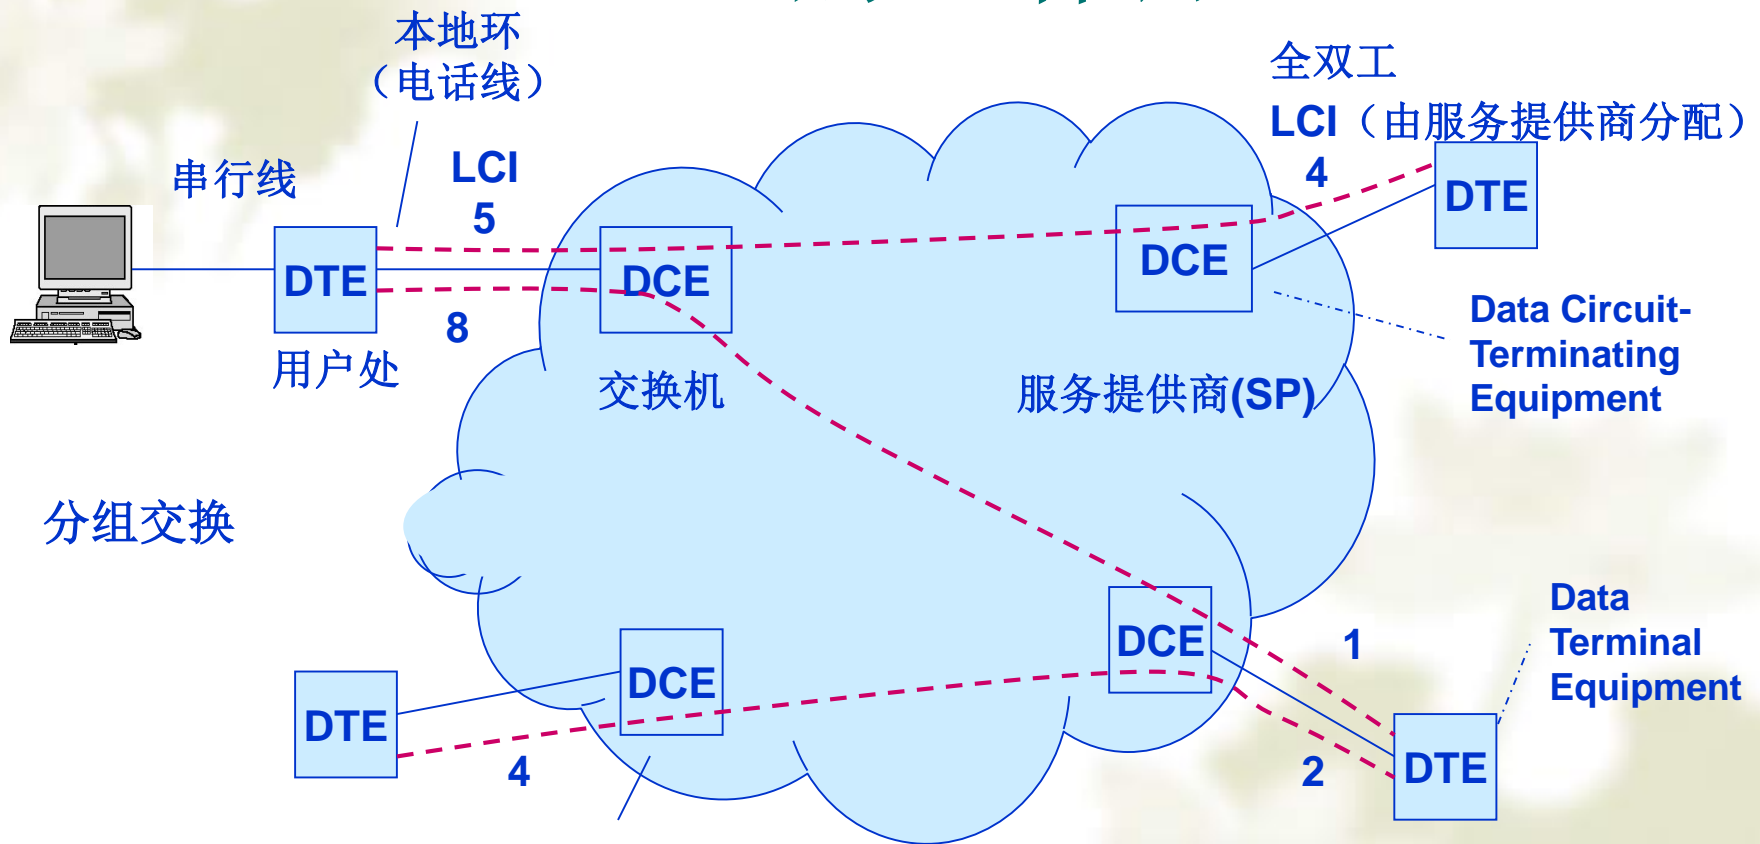 本地环
（电话线）
全双工
LCI（由服务提供商分配）
串行线
LCI
5
4
DTE
DTE
DCE
DCE
8
用户处
交换机
服务提供商(SP)
Data Circuit-
Terminating
Equipment
分组交换
DTE
DCE
DCE
4
1
2
DTE
Data
Terminal
Equipment